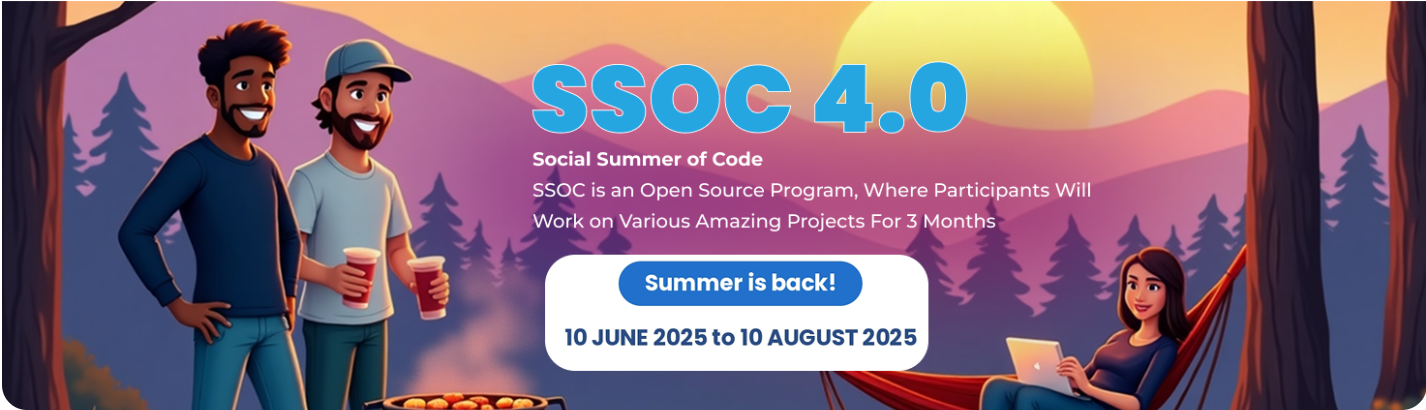 SSOC 4.0
Social Summer of Code
SSOC is an Open Source Program, Where Participants Will
Work on Various Amazing Projects For 3 Months
Summer is back!
10 JUNE 2025 to 10 AUGUST 2025